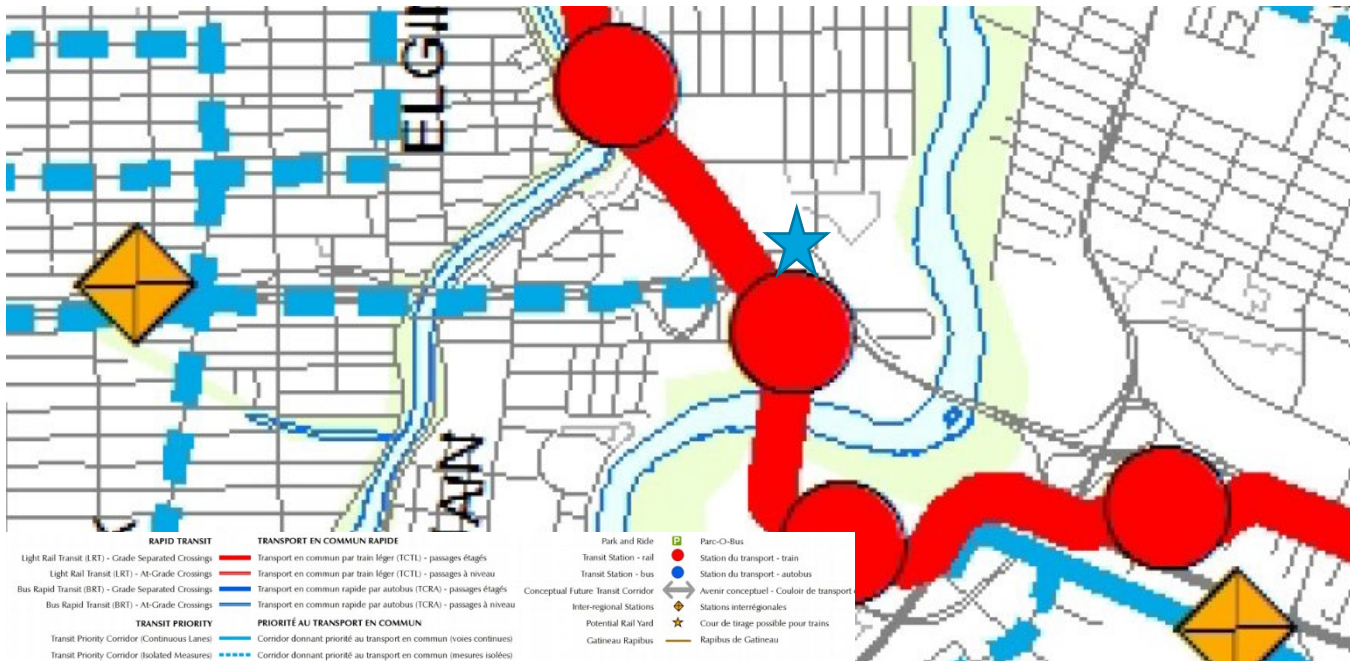 ELGIN
AIN
RAPID TRANSIT TRANSPORT EN COMMUN RAPIDE
Light Rail Transit (LRT) - Grade Separated Crossings Transport en commun par train léger (TCTL) - passages étagés
Light Rail Transit (LRT) - At-Grade Crossings Transport en commun par train léger (TCTL) - passages à niveau
Bus Rapid Transit (BRT) - Grade Separated Crossings Transport en commun rapide par autobus (TCRA) - passages étagés
Bus Rapid Transit (BRT) - At-Grade Crossings Transport en commun rapide par autobus (TCRA) - passages à niveau
TRANSIT PRIORITY PRIORITÉ AU TRANSPORT EN COMMUN
Transit Priority Corridor (Continuous Lanes) Corridor donnant priorité au transport en commun (voies continues)
Transit Priority Corridor (Isolated Measures) Corridor donnant priorité au transport en commun (mesures isolées)
Park and Ride P Parc-O-Bus
Transit Station - rail Station du transport - train
Transit Station - bus Station du transport - autobus
Conceptual Future Transit Corridor Avenir conceptuel - Couloir de transport
Inter-regional Stations Stations interrégionales
Potential Rail Yard Cour de tirage possible pour trains
Gatineau Rapibus Rapibus de Gatineau